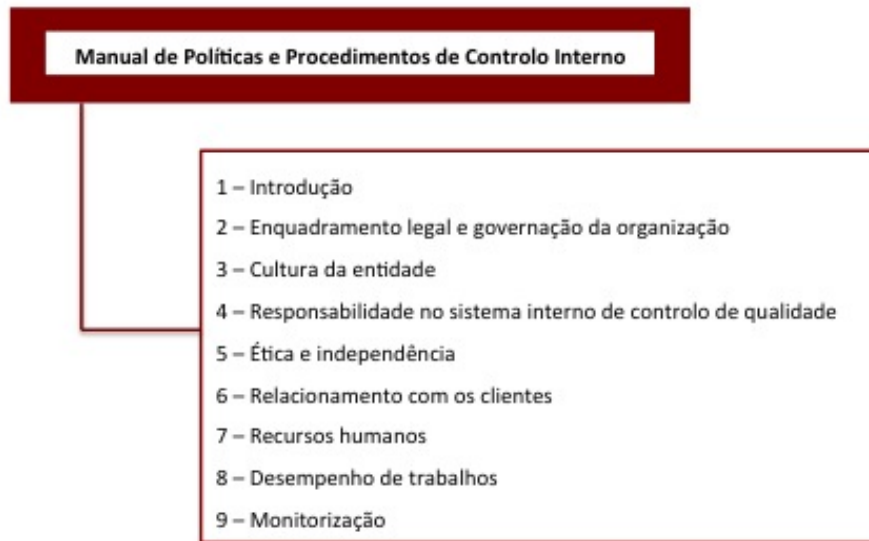 Manual de Políticas e Procedimentos de Controlo Interno
1 – Introdução
2 – Enquadramento legal e governação da organização
3 – Cultura da entidade
4 – Responsabilidade no sistema interno de controlo de qualidade
5 – Ética e independência
6 – Relacionamento com os clientes
7 – Recursos humanos
8 – Desempenho de trabalhos
9 – Monitorização